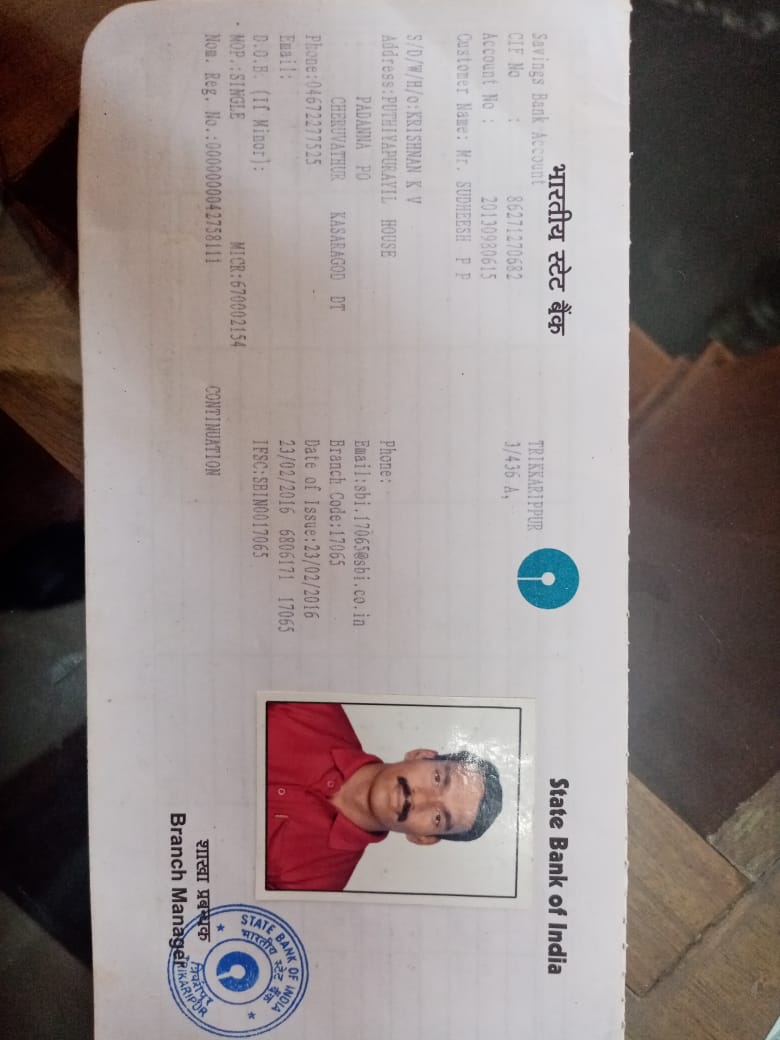 भारतीय स्टेट बैंक
State Bank of India
Savings Bank Account
TRIKKARIPPUR
CIF No : 86271270682
3/436 A,
Account No : 20130980615
Customer Name: Mr. SUDHEESH P P
S/D/W/H/o:KRISHNAN K V
Address:PUTHIYAPURAVIL HOUSE
Phone:
PADANNA PO
Email:sbi.17065@sbi.co.in
CHERUVATHUR KASARAGOD DT
Branch Code:17065
Phone:04672277525
Date of Issue:23/02/2016
Email:
23/02/2016 6806171 17065
D.O.B. (If Minor):
IFSC:SBIN0017065
MOP.:SINGLE MICR:670002154
Nom. Reg. No.:0000000042758111
CONTINUATION
शाखा प्रबन्धक
Branch Manager
STATE BANK OF INDIA
भारतीय स्टेट बैंक
TRIKARIPUR